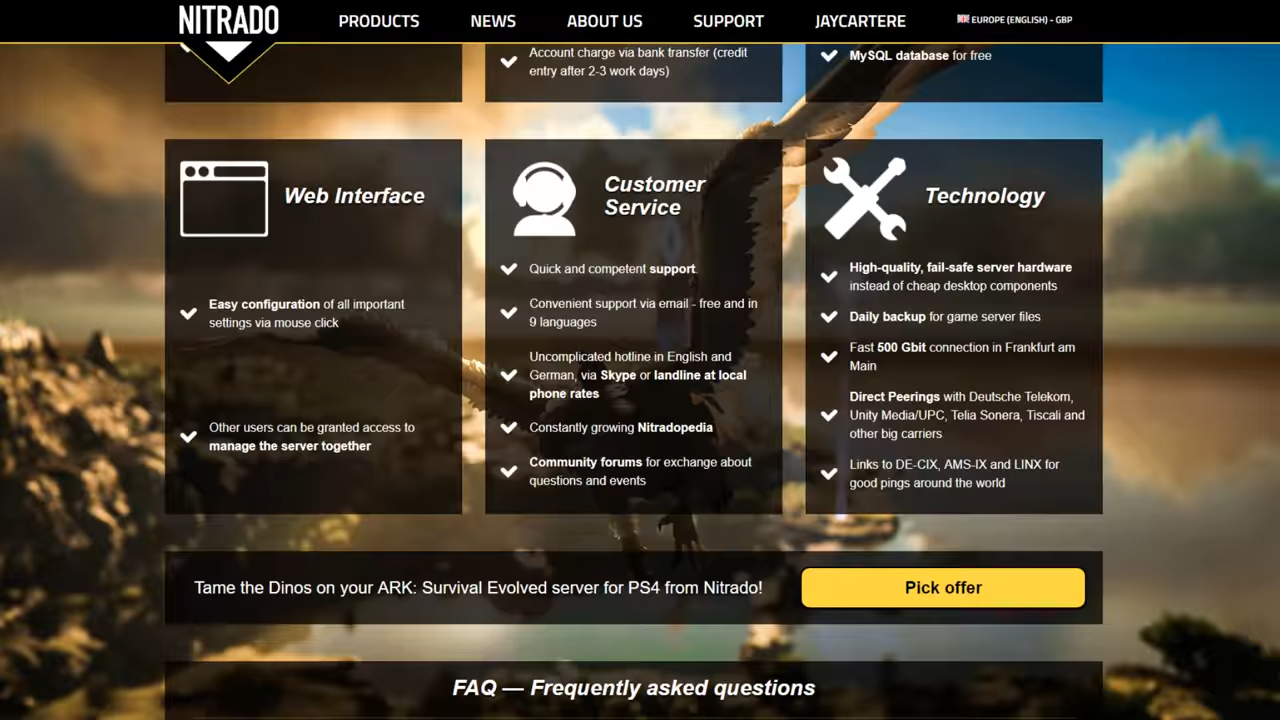 NITRADO
PRODUCTS
NEWS
ABOUT US
SUPPORT
JAYCARTERE
EUROPE (ENGLISH) - GBP
Account charge via bank transfer (credit
entry after 2-3 work days)
MySQL database for free
Web Interface
Easy configuration of all important
settings via mouse click
Other users can be granted access to
manage the server together
Customer
Service
Quick and competent support
Convenient support via email - free and in
9 languages
Uncomplicated hotline in English and
German, via Skype or landline at local
phone rates
Constantly growing Nitradopedia
Community forums for exchange about
questions and events
Technology
High-quality, fail-safe server hardware
instead of cheap desktop components
Daily backup for game server files
Fast 500 Gbit connection in Frankfurt am
Main
Direct Peerings with Deutsche Telekom,
Unity Media/UPC, Telia Sonera, Tiscali and
other big carriers
Links to DE-CIX, AMS-IX and LINX for
good pings around the world
Tame the Dinos on your ARK: Survival Evolved server for PS4 from Nitrado!
Pick offer
FAQ — Frequently asked questions